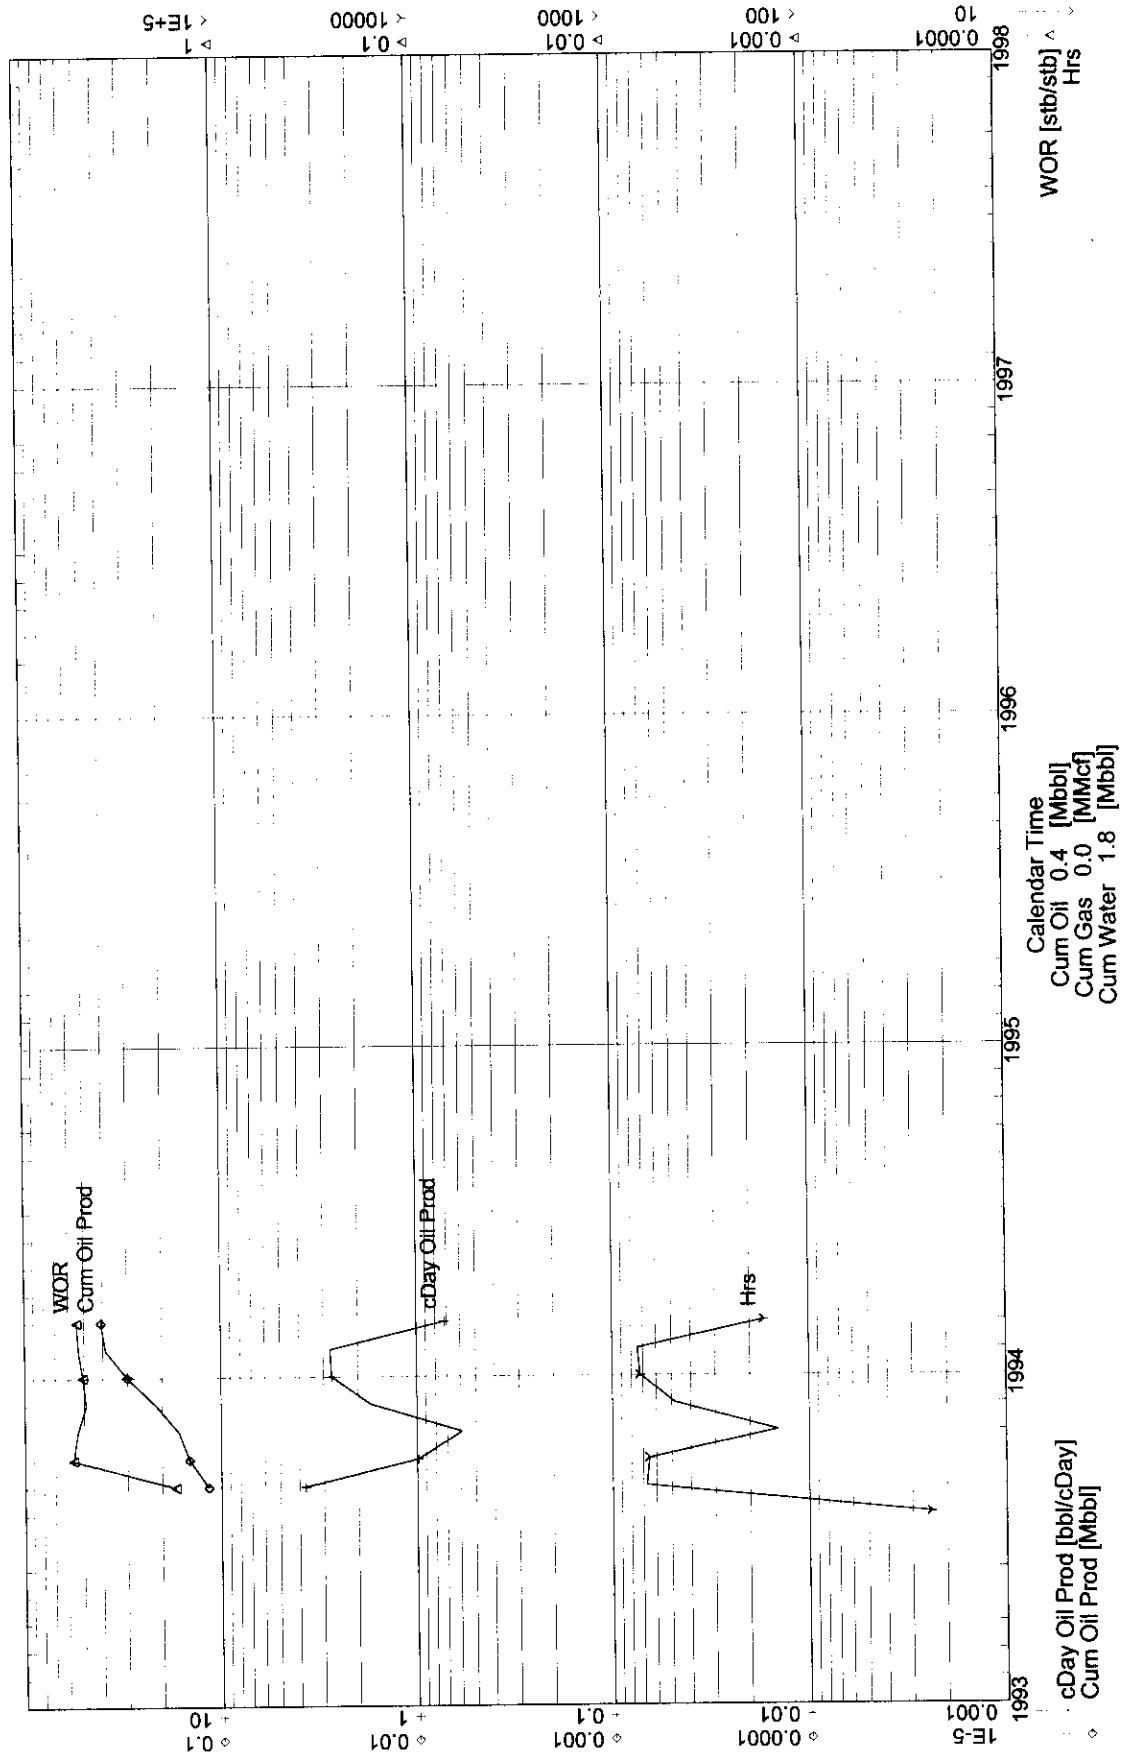 WOR
Cum Oil Prod
cDay Oil Prod
Hrs
0.1 10
0.01 1
0.001 0.1
0.0001 0.01
1E-5 0.001
1 1E+5
0.1 10000
0.01 1000
0.001 100
0.0001 10
1993 1994 1995 1996 1997 1998
cDay Oil Prod [bbl/cDay]
Cum Oil Prod [Mbbl]
Calendar Time
Cum Oil 0.4 [Mbbl]
Cum Gas 0.0 [MMcf]
Cum Water 1.8 [Mbbl]
WOR [stb/stb]
Hrs